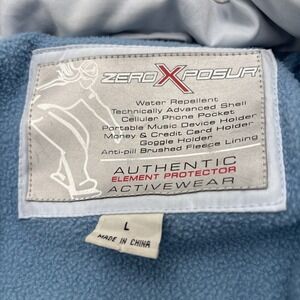 ZEROXPOSUR
Water Repellent
Technically Advanced Shell
Cellular Phone Pocket
Portable Music Device Holder
Money & Credit Card Holder
Goggle Holder
Anti-pill Brushed Fleece Lining
AUTHENTIC
ELEMENT PROTECTOR
ACTIVEWEAR
L
MADE IN CHINA